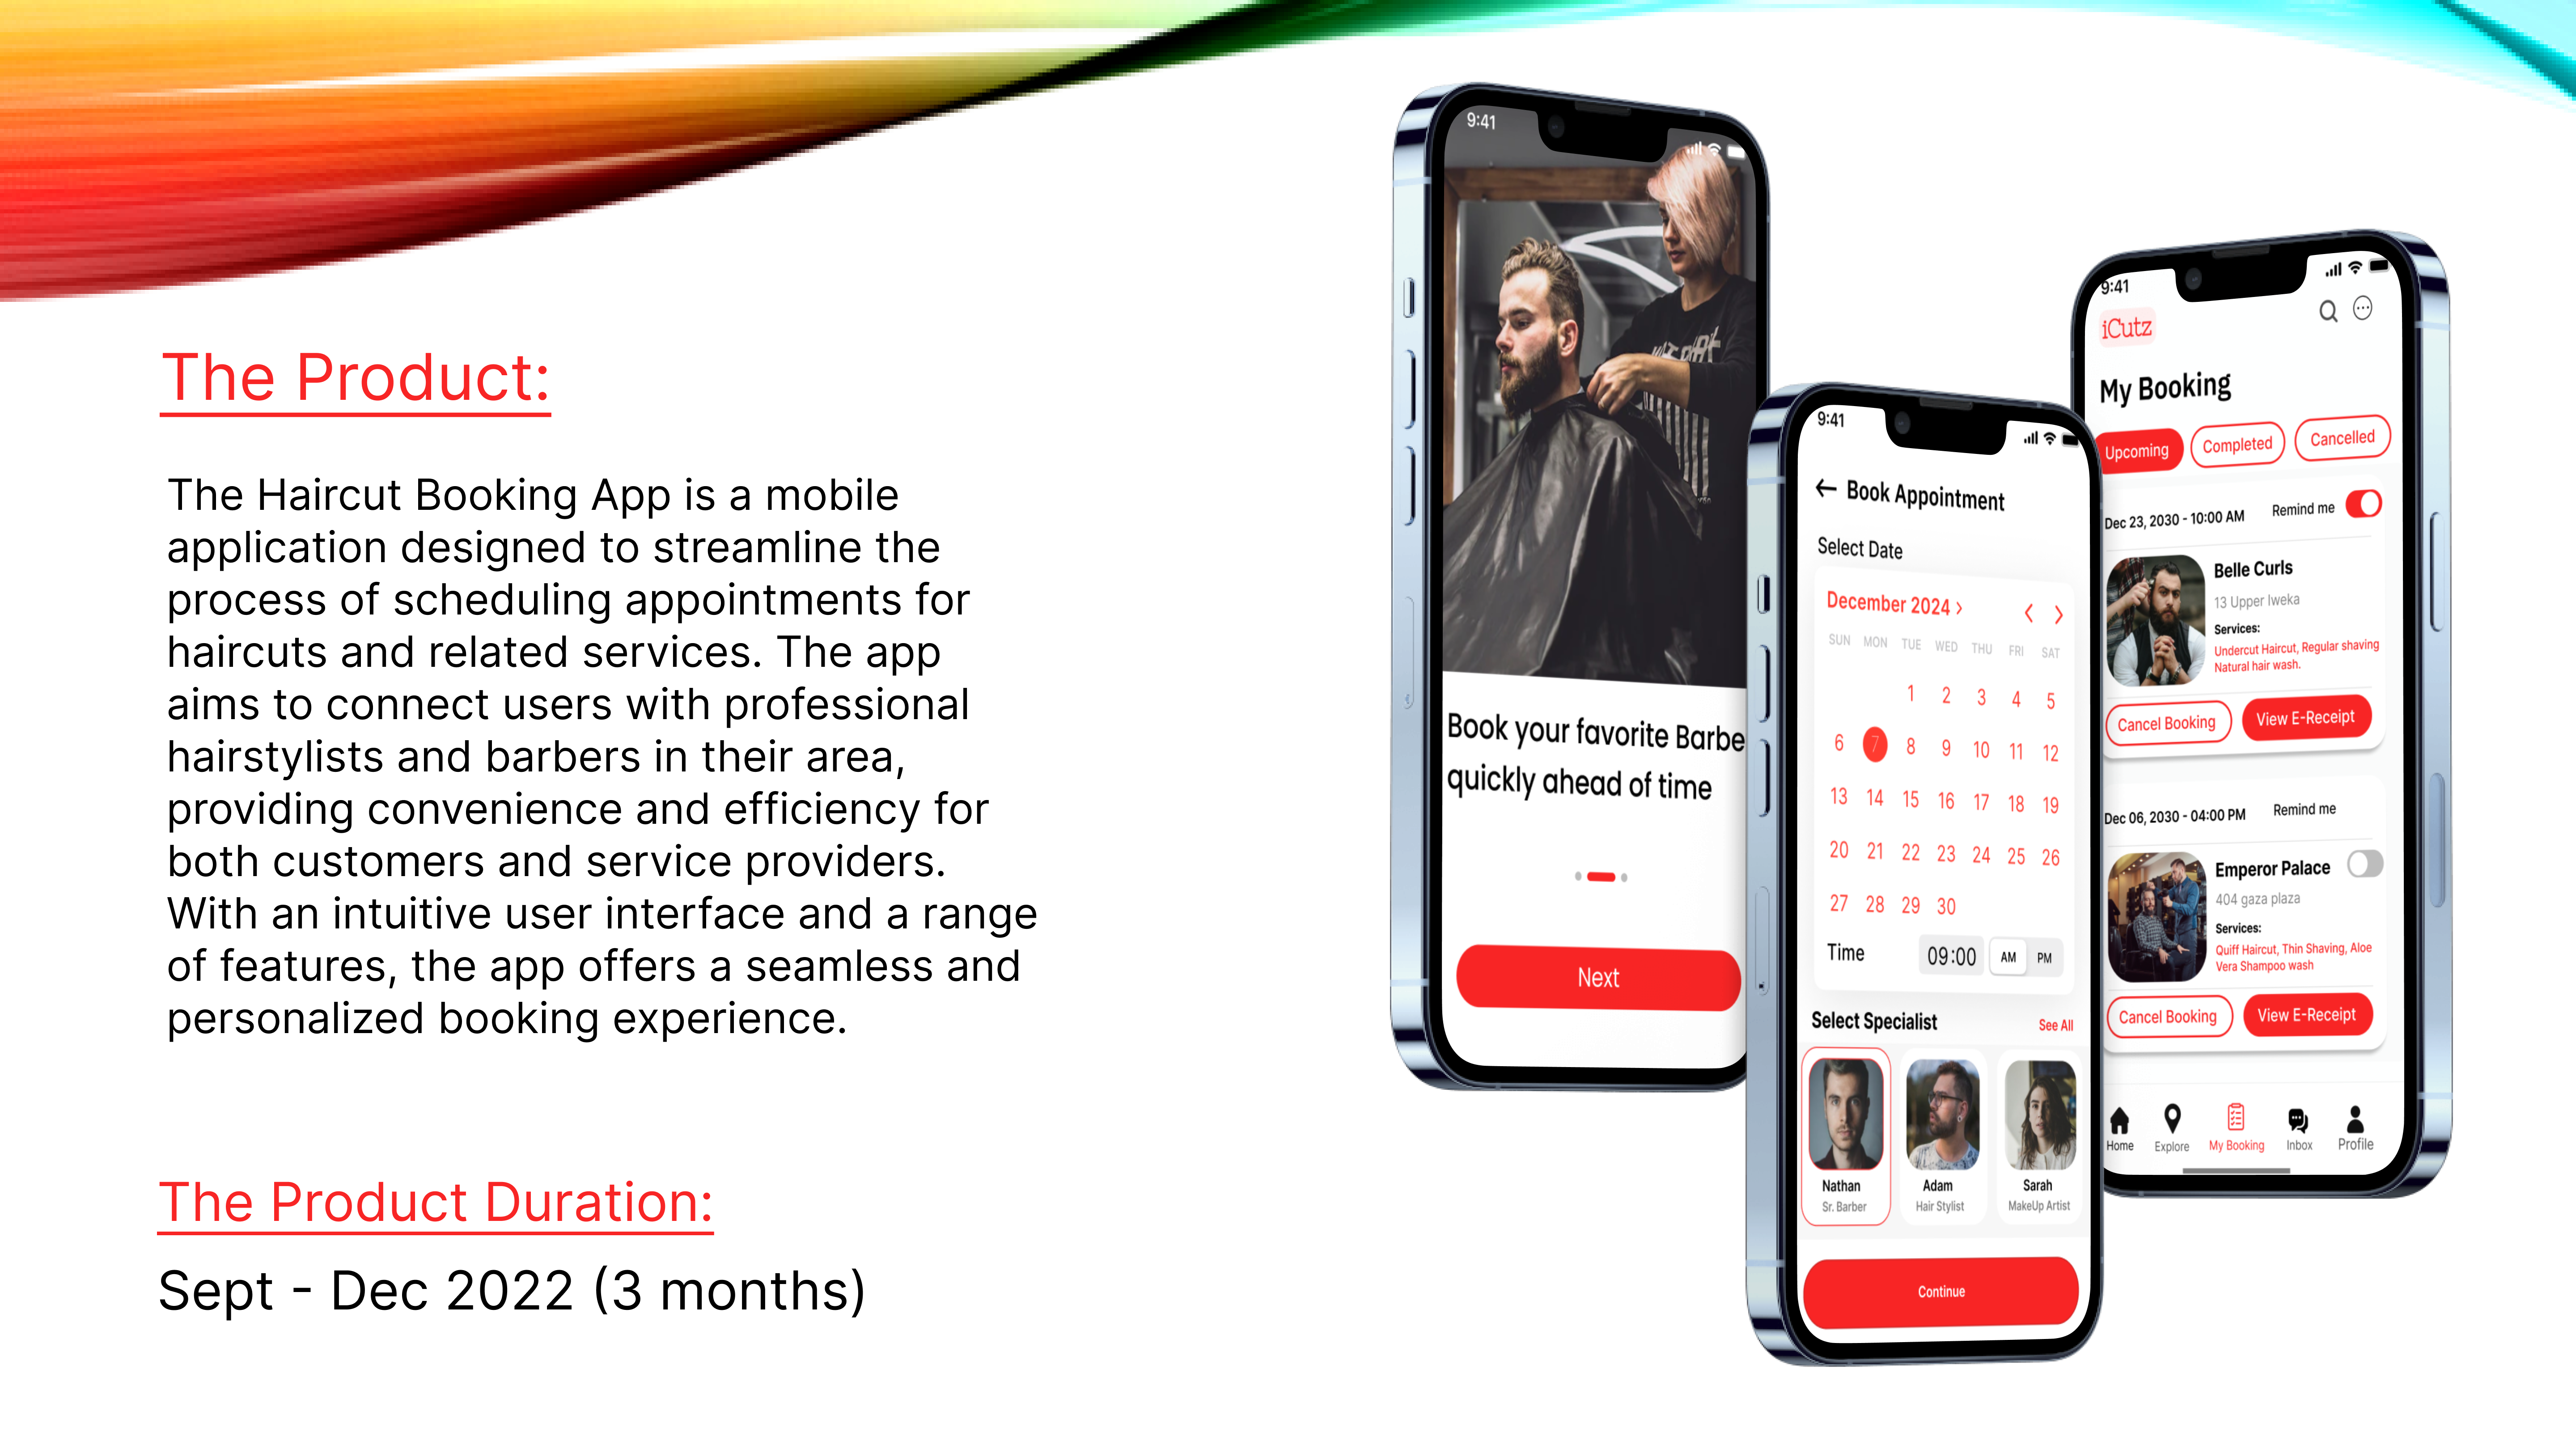 The Product:
The Haircut Booking App is a mobile
application designed to streamline the
process of scheduling appointments for
haircuts and related services. The app
aims to connect users with professional
hairstylists and barbers in their area,
providing convenience and efficiency for
both customers and service providers.
With an intuitive user interface and a range
of features, the app offers a seamless and
personalized booking experience.
The Product Duration:
Sept - Dec 2022 (3 months)
9:41
Book your favorite Barbe
quickly ahead of time
Next
9:41
← Book Appointment
Select Date
December 2024 >
SUN MON TUE WED THU FRI SAT
1 2 3 4 5
6 7 8 9 10 11 12
13 14 15 16 17 18 19
20 21 22 23 24 25 26
27 28 29 30
Time 09:00 AM PM
Select Specialist See All
Nathan Adam Sarah
Sr. Barber Hair Stylist MakeUp Artist
Continue
9:41
iCutz
My Booking
Upcoming Completed Cancelled
Dec 23, 2030 - 10:00 AM Remind me
Belle Curls
13 Upper Iweka
Services:
Undercut Haircut, Regular shaving
Natural hair wash.
Cancel Booking View E-Receipt
Dec 06, 2030 - 04:00 PM Remind me
Emperor Palace
404 gaza plaza
Services:
Quiff Haircut, Thin Shaving, Aloe
Vera Shampoo wash
Cancel Booking View E-Receipt
Home Explore My Booking Inbox Profile